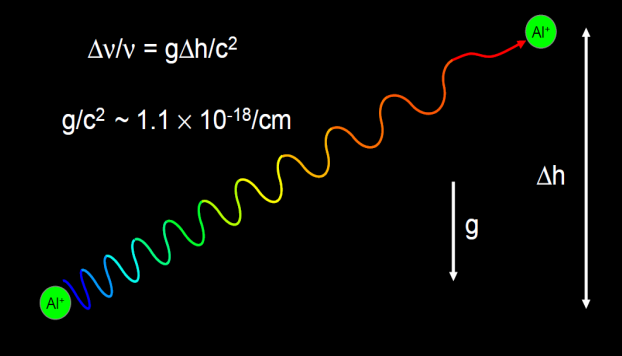 Al⁺
Δν/ν = gΔh/c²
g/c² ~ 1.1 × 10⁻¹⁸/cm
Δh
g
Al⁺